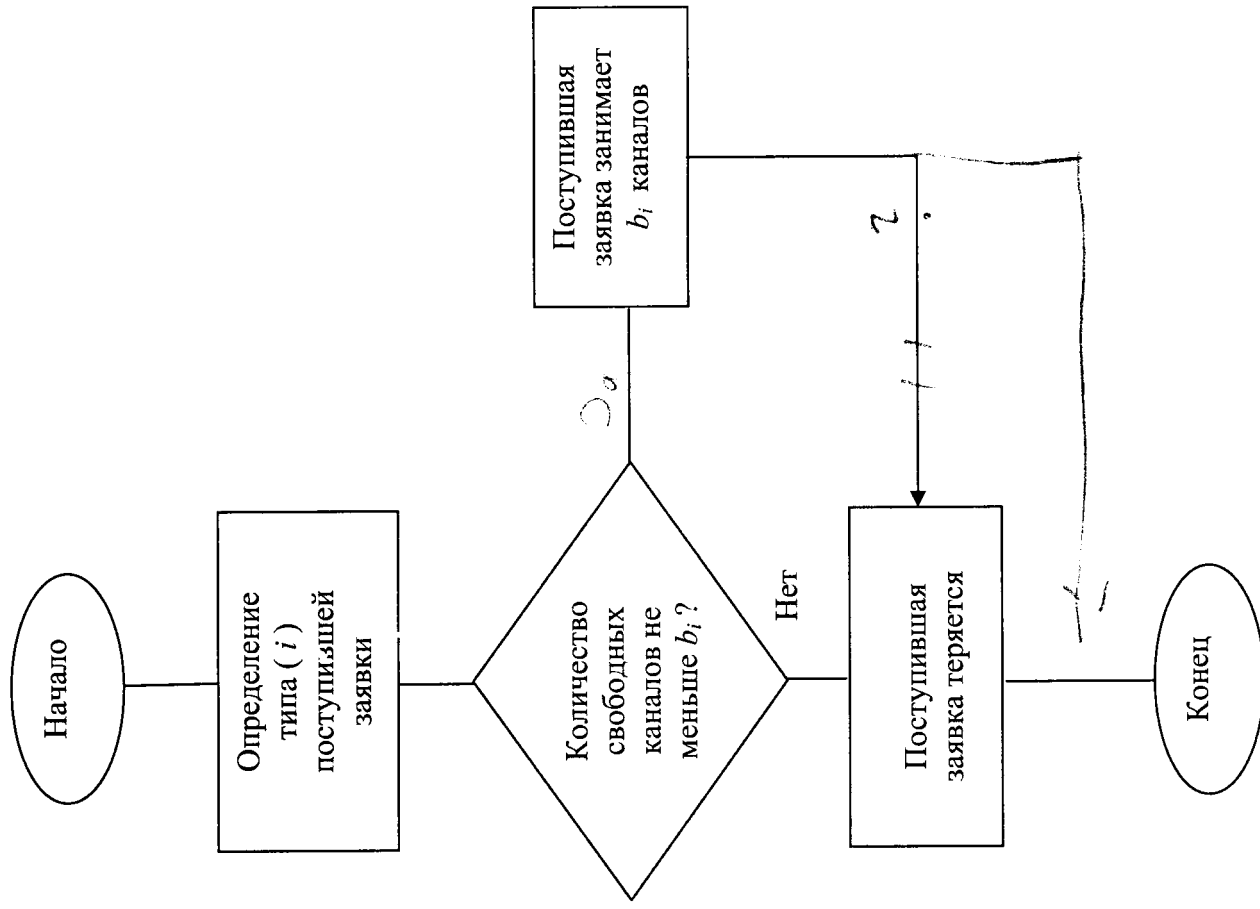 Начало
Определение
типа ( i )
поступившей
заявки
Количество
свободных
каналов не
меньше bᵢ?
Поступившая
заявка занимает
bᵢ каналов
Нет
?
Поступившая
заявка теряется
Конец